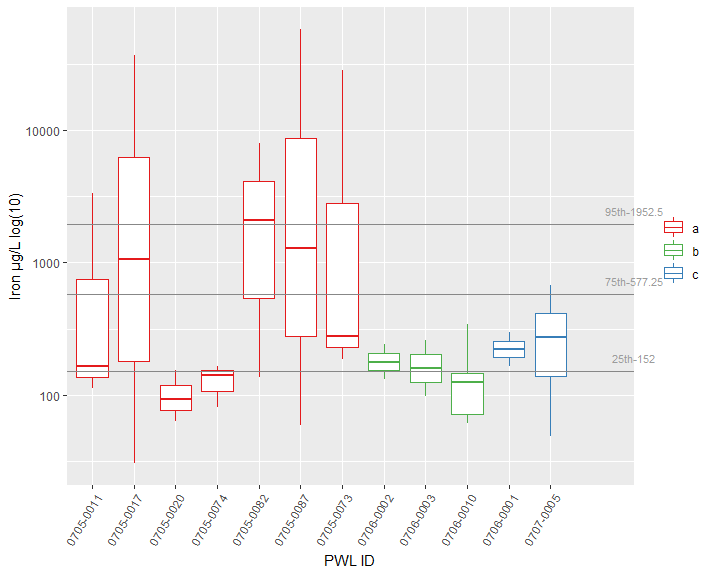 Iron µg/L log(10)
10000
1000
100
95th-1952.5
75th-577.25
25th-152
a
b
c
0705-0011
0705-0017
0705-0020
0705-0074
0705-0082
0705-0087
0705-0073
0706-0002
0706-0003
0706-0010
0706-0001
0707-0005
PWL ID